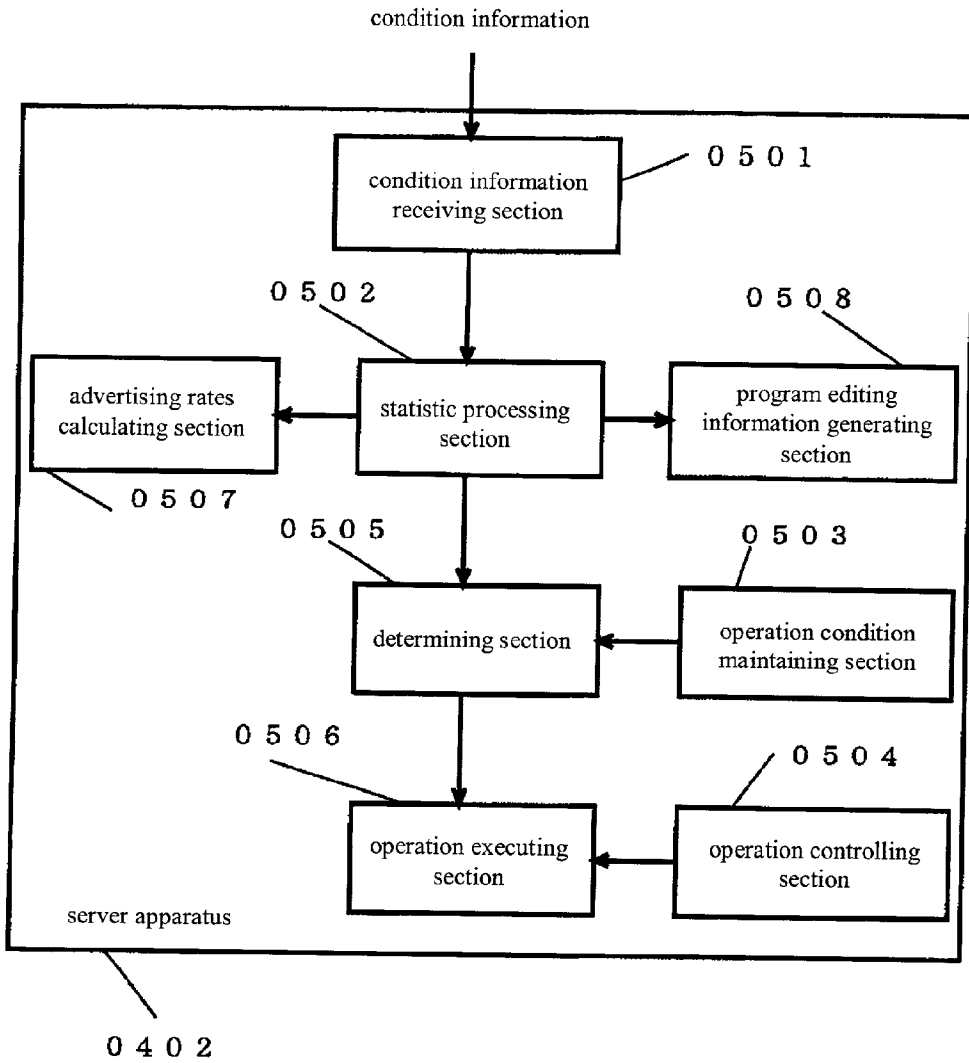 condition information
0501
condition information
receiving section
0502
0508
advertising rates
calculating section
statistic processing
section
program editing
information generating
section
0507
0505
0503
determining section
operation condition
maintaining section
0506
0504
operation executing
section
operation controlling
section
server apparatus
0402